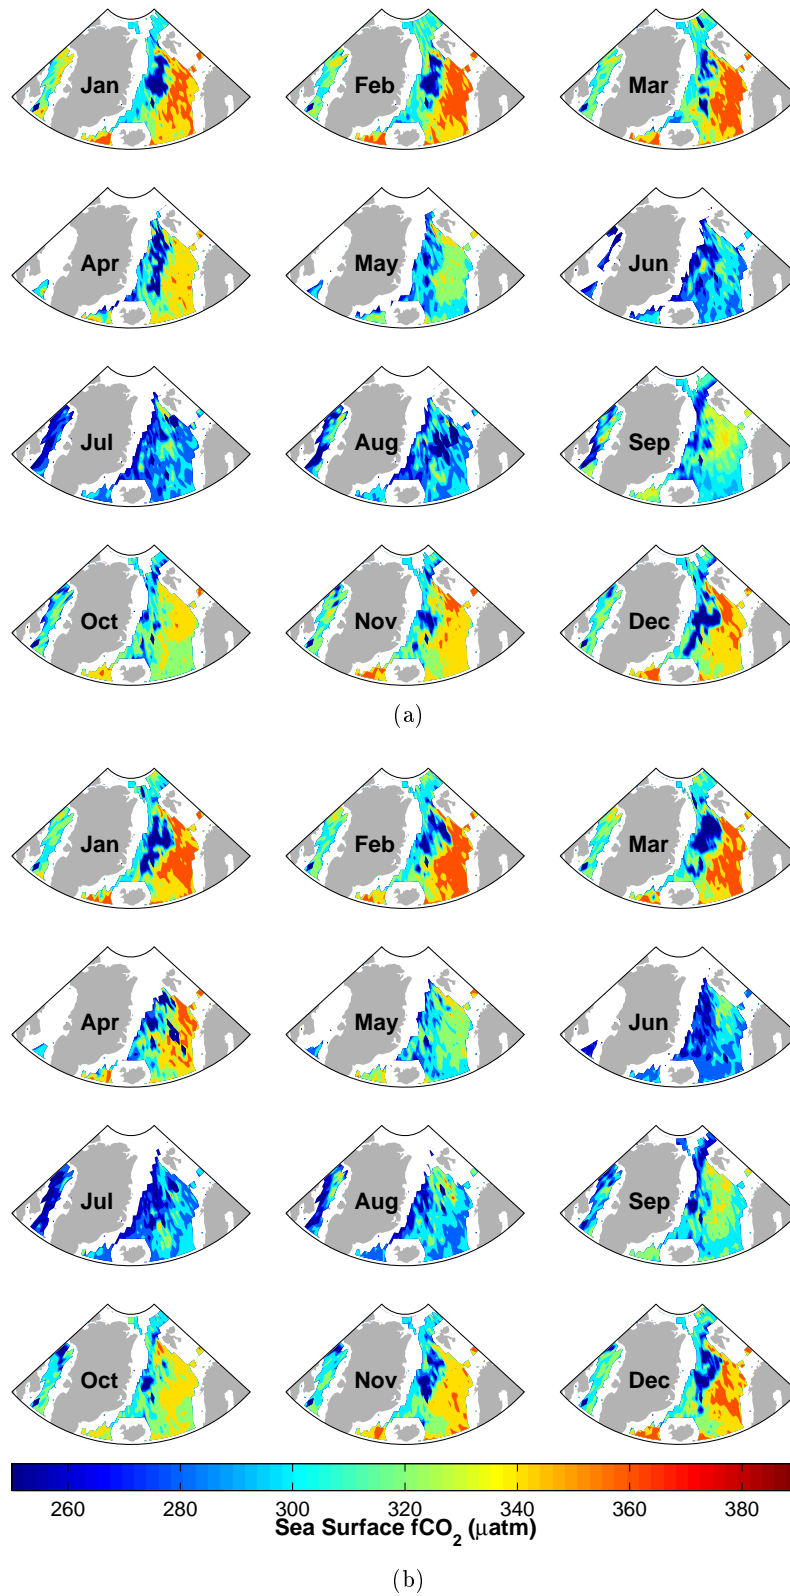 Jan Feb Mar
Apr May Jun
Jul Aug Sep
Oct Nov Dec
(a)
Jan Feb Mar
Apr May Jun
Jul Aug Sep
Oct Nov Dec
260 280 300 320 340 360 380
Sea Surface fCO₂ (μatm)
(b)